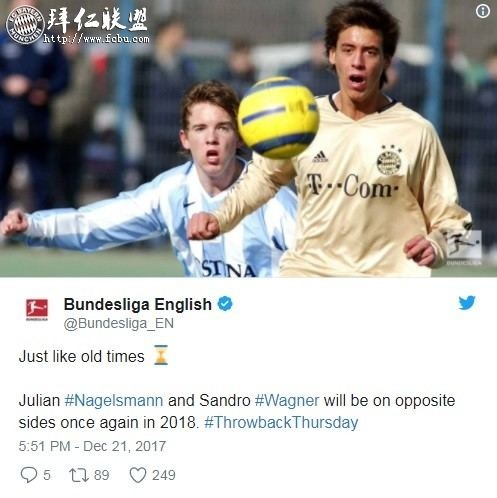 拜仁联盟
http://www.fcbu.com
T··Com·
STINA
BUNDESLIGA
Bundesliga English
@Bundesliga_EN
Just like old times ⏳
Julian #Nagelsmann and Sandro #Wagner will be on opposite
sides once again in 2018. #ThrowbackThursday
5:51 PM - Dec 21, 2017
5 89 249